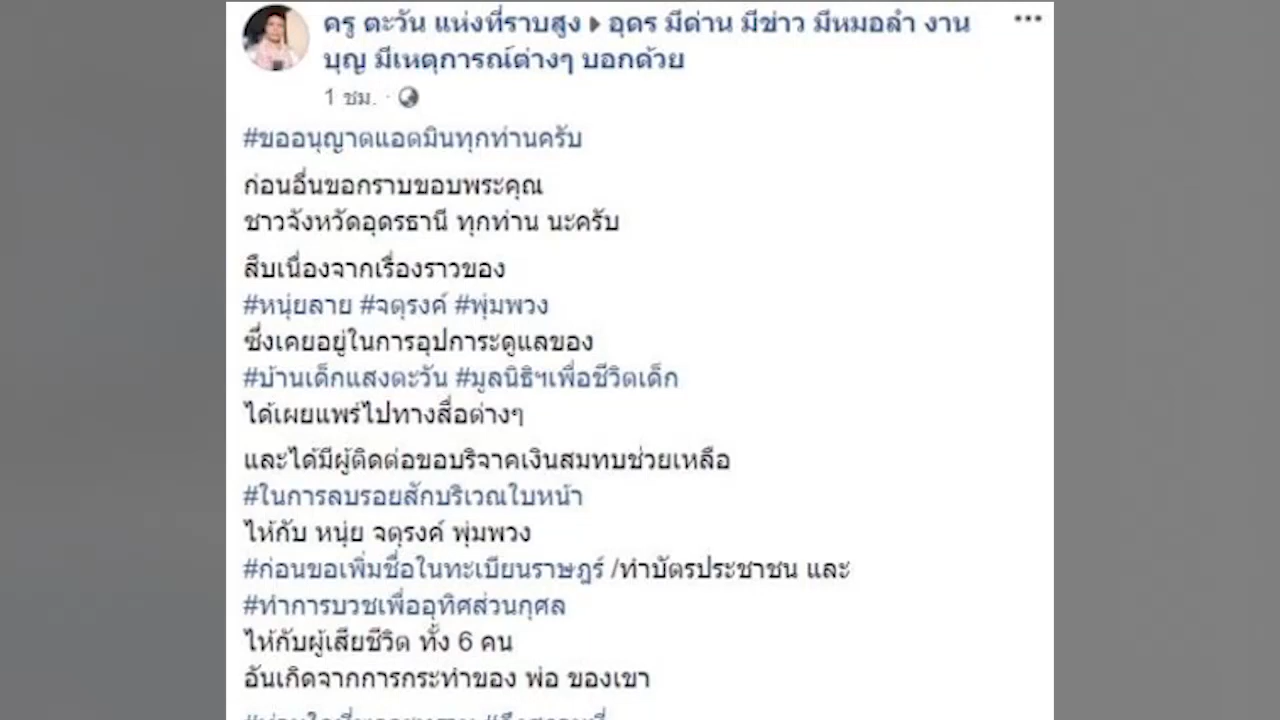 ครู ตะวัน แห่งที่ราบสูง ▸ อุดร มีด่าน มีข่าว มีหมอลำ งาน
บุญ มีเหตุการณ์ต่างๆ บอกด้วย
1 ชม. ·
#ขออนุญาตแอดมินทุกท่านครับ
ก่อนอื่นขอกราบขอบพระคุณ
ชาวจังหวัดอุดรธานี ทุกท่าน นะครับ
สืบเนื่องจากเรื่องราวของ
#หนุ่ยลาย #จตุรงค์ #พุ่มพวง
ซึ่งเคยอยู่ในการอุปการะดูแลของ
#บ้านเด็กแสงตะวัน #มูลนิธิฯเพื่อชีวิตเด็ก
ได้เผยแพร่ไปทางสื่อต่างๆ
และได้มีผู้ติดต่อขอบริจาคเงินสมทบช่วยเหลือ
#ในการลบรอยสักบริเวณใบหน้า
ให้กับ หนุ่ย จตุรงค์ พุ่มพวง
#ก่อนขอเพิ่มชื่อในทะเบียนราษฎร์ /ทำบัตรประชาชน และ
#ทำการบวชเพื่ออุทิศส่วนกุศล
ให้กับผู้เสียชีวิต ทั้ง 6 คน
อันเกิดจากการกระทำของ พ่อ ของเขา